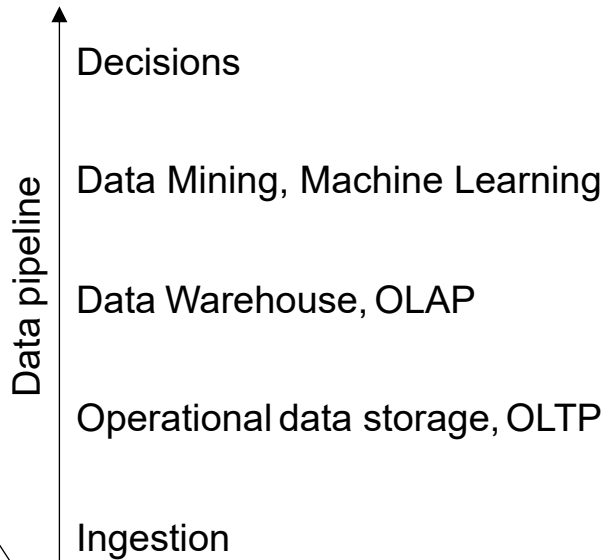 Decisions
Data Mining, Machine Learning
Data Warehouse, OLAP
Operational data storage, OLTP
Ingestion
Data pipeline